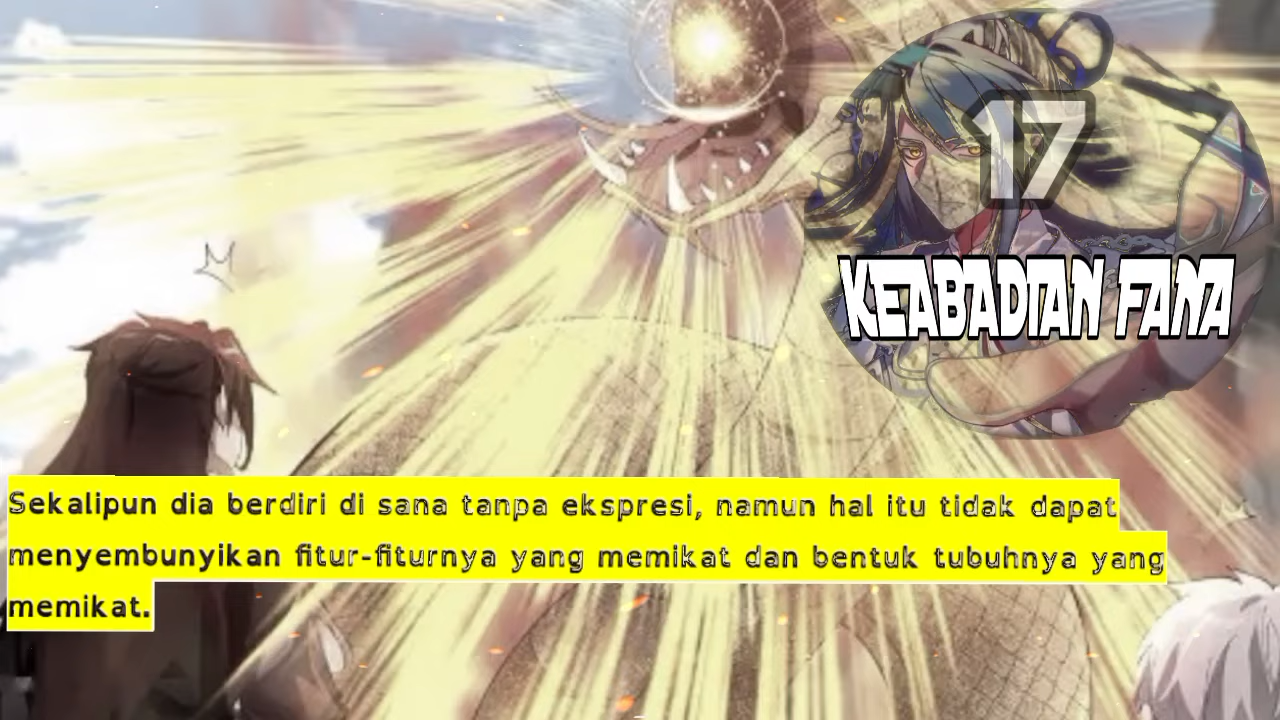 17
KEABADIAN FANA
Sekalipun dia berdiri di sana tanpa ekspresi, namun hal itu tidak dapat
menyembunyikan fitur-fiturnya yang memikat dan bentuk tubuhnya yang
memikat.